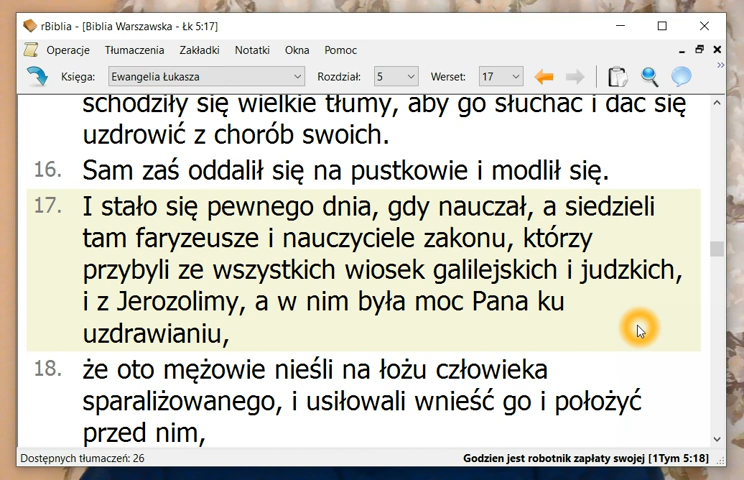 rBiblia - [Biblia Warszawska - Łk 5:17]
Operacje Tłumaczenia Zakładki Notatki Okna Pomoc
Księga: Ewangelia Łukasza Rozdział: 5 Werset: 17
schodziły się wielkie tłumy, aby go słuchać i dać się
uzdrowić z chorób swoich.
16. Sam zaś oddalił się na pustkowie i modlił się.
17. I stało się pewnego dnia, gdy nauczał, a siedzieli
tam faryzeusze i nauczyciele zakonu, którzy
przybyli ze wszystkich wiosek galilejskich i judzkich,
i z Jerozolimy, a w nim była moc Pana ku
uzdrawianiu,
18. że oto mężowie nieśli na łożu człowieka
sparaliżowanego, i usiłowali wnieść go i położyć
przed nim,
Dostępnych tłumaczeń: 26 Godzien jest robotnik zapłaty swojej [1Tym 5:18]